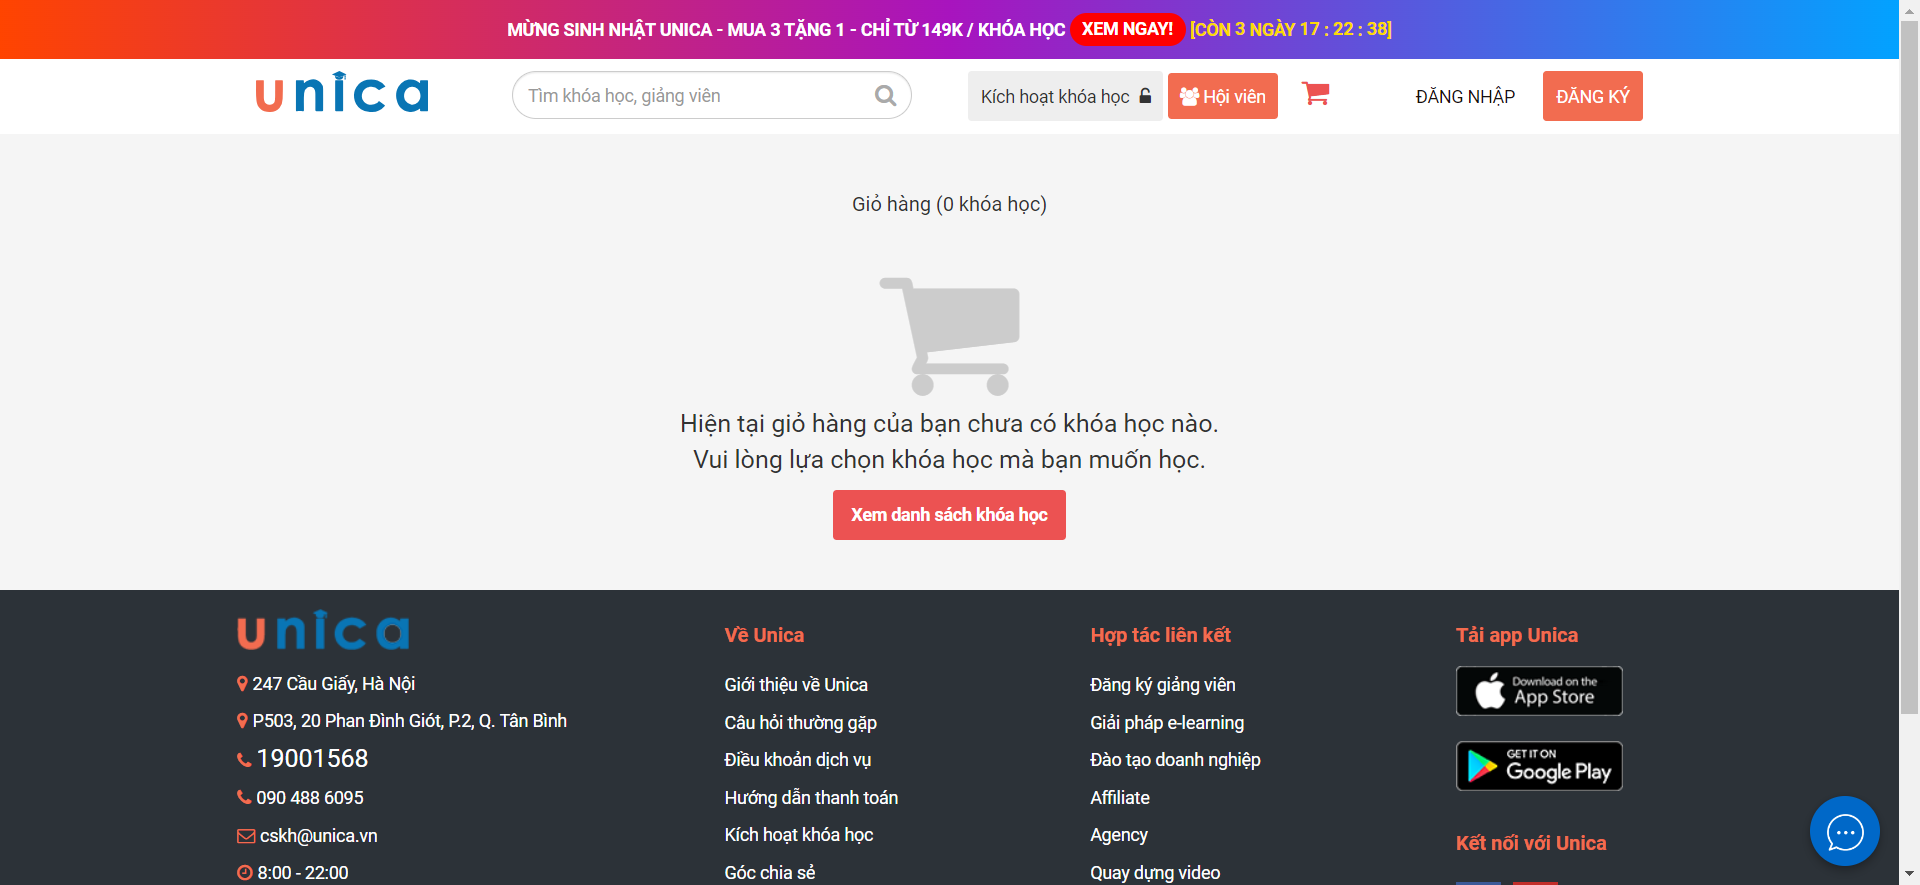 MỪNG SINH NHẬT UNICA - MUA 3 TẶNG 1 - CHỈ TỪ 149K / KHÓA HỌC XEM NGAY! [CÒN 3 NGÀY 17 : 22 : 38]
unica
Tìm khóa học, giảng viên
Kích hoạt khóa học
Hội viên
ĐĂNG NHẬP
ĐĂNG KÝ
Giỏ hàng (0 khóa học)
Hiện tại giỏ hàng của bạn chưa có khóa học nào.
Vui lòng lựa chọn khóa học mà bạn muốn học.
Xem danh sách khóa học
unica
247 Cầu Giấy, Hà Nội
P503, 20 Phan Đình Giót, P.2, Q. Tân Bình
19001568
090 488 6095
cskh@unica.vn
8:00 - 22:00
Về Unica
Giới thiệu về Unica
Câu hỏi thường gặp
Điều khoản dịch vụ
Hướng dẫn thanh toán
Kích hoạt khóa học
Góc chia sẻ
Hợp tác liên kết
Đăng ký giảng viên
Giải pháp e-learning
Đào tạo doanh nghiệp
Affiliate
Agency
Quay dựng video
Tải app Unica
Download on the
App Store
GET IT ON
Google Play
Kết nối với Unica